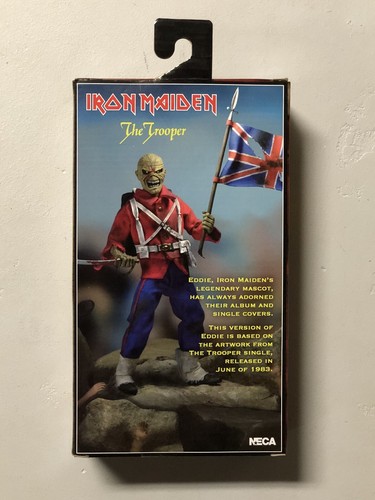 IRON MAIDEN
The Trooper
EDDIE, IRON MAIDEN'S
LEGENDARY MASCOT,
HAS ALWAYS ADORNED
THEIR ALBUM AND
SINGLE COVERS.
THIS VERSION OF
EDDIE IS BASED ON
THE ARTWORK FROM
THE TROOPER SINGLE,
RELEASED IN
JUNE OF 1983.
NECA